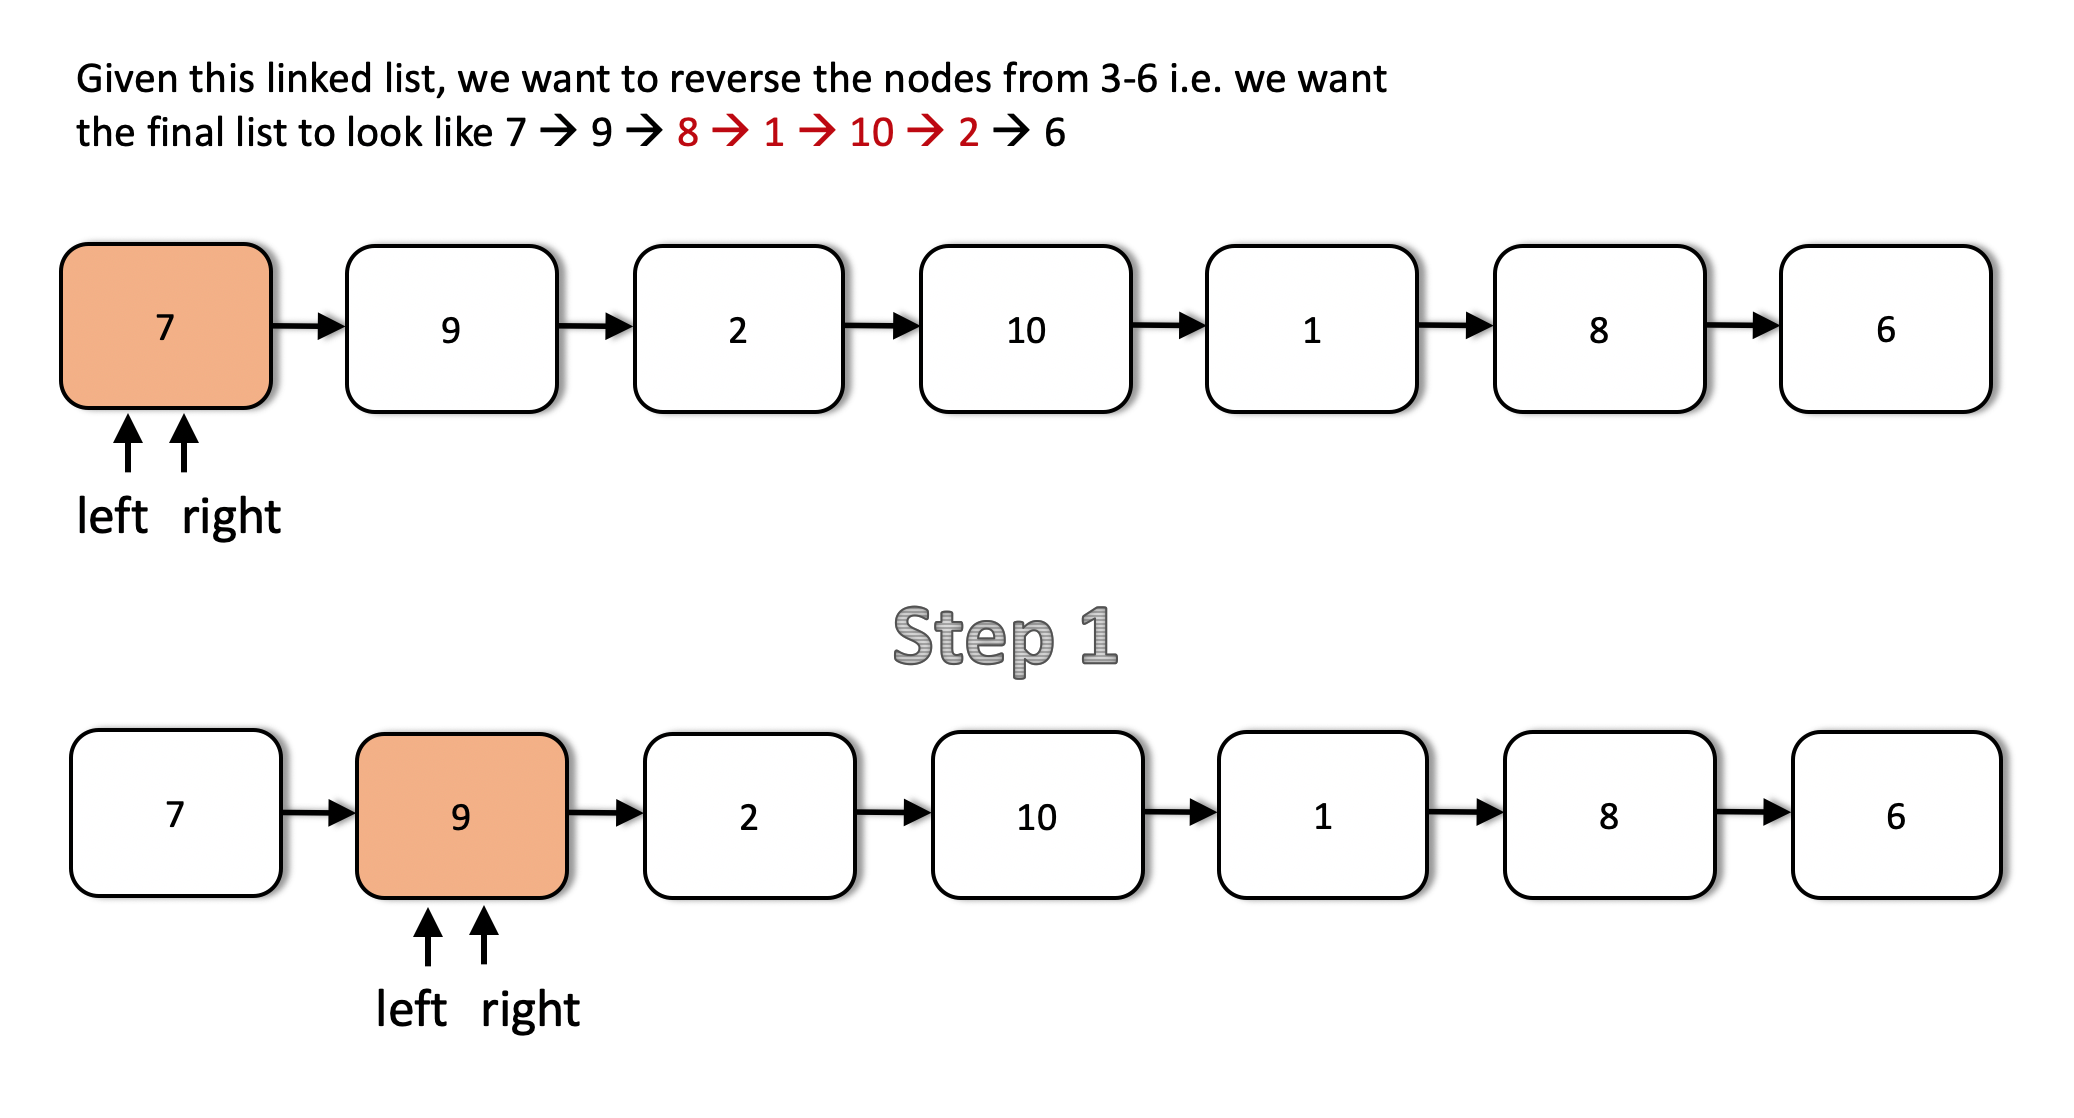 Given this linked list, we want to reverse the nodes from 3-6 i.e. we want
the final list to look like 7 → 9 → 8 → 1 → 10 → 2 → 6
7 9 2 10 1 8 6
left right
Step 1
7 9 2 10 1 8 6
left right